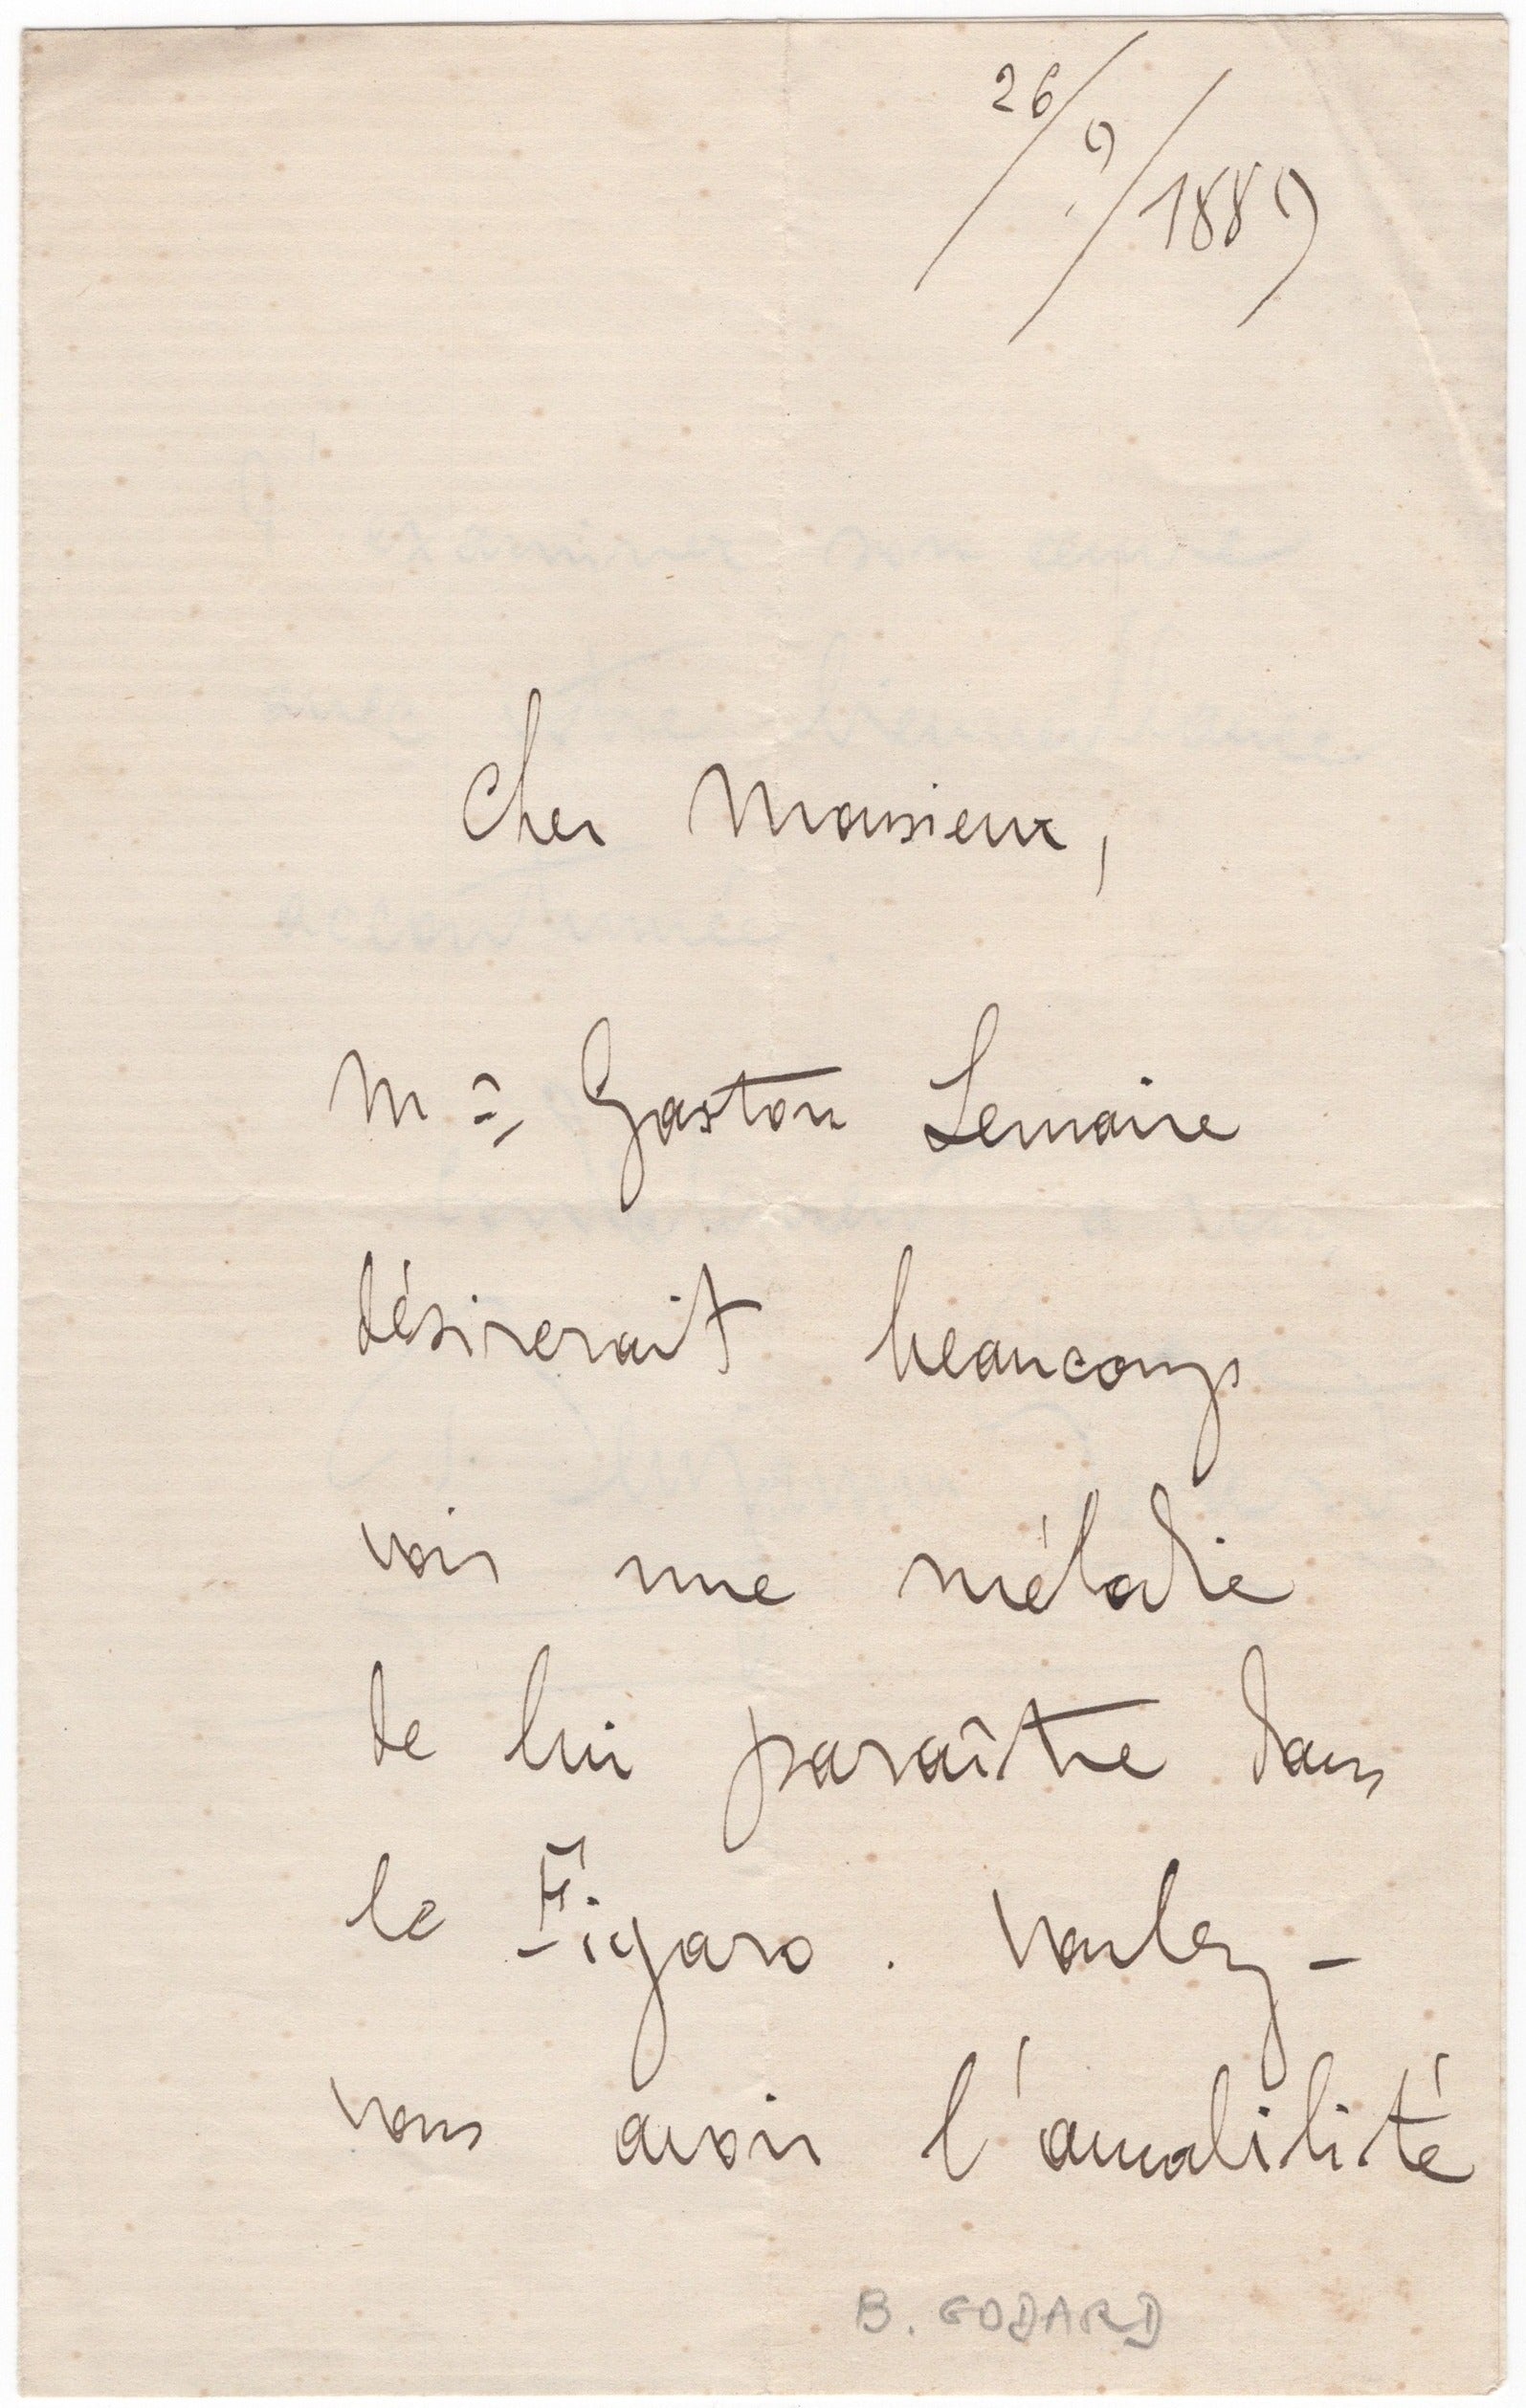 26/9/1889
Cher Monsieur,
Mr Gaston Lemaire
désirerait beaucoup
voir une mélodie
de lui paraître dans
le Figaro. Voulez-
vous avoir l'amabilité
B. GODARD